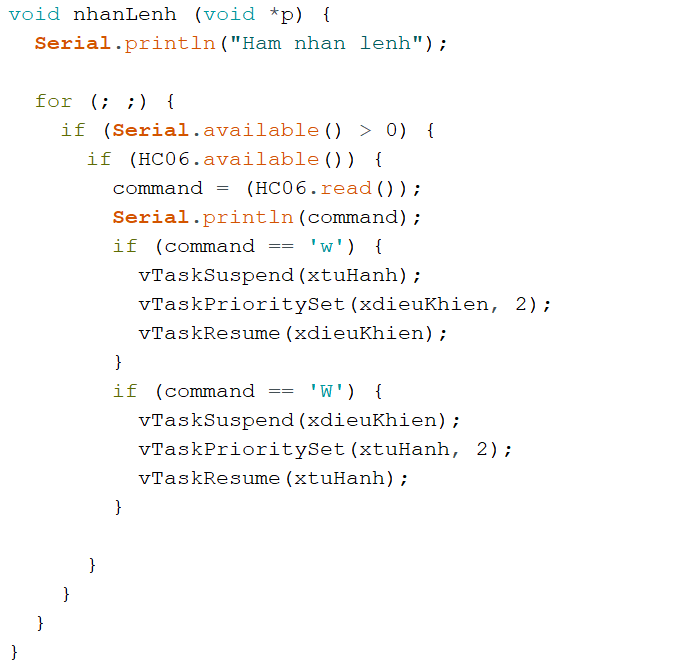 void nhanLenh (void *p) {
  Serial.println("Ham nhan lenh");

  for (; ;) {
    if (Serial.available() > 0) {
      if (HC06.available()) {
        command = (HC06.read());
        Serial.println(command);
        if (command == 'w') {
          vTaskSuspend(xtuHanh);
          vTaskPrioritySet(xdieuKhien, 2);
          vTaskResume(xdieuKhien);
        }
        if (command == 'W') {
          vTaskSuspend(xdieuKhien);
          vTaskPrioritySet(xtuHanh, 2);
          vTaskResume(xtuHanh);
        }

      }
    }
  }
}